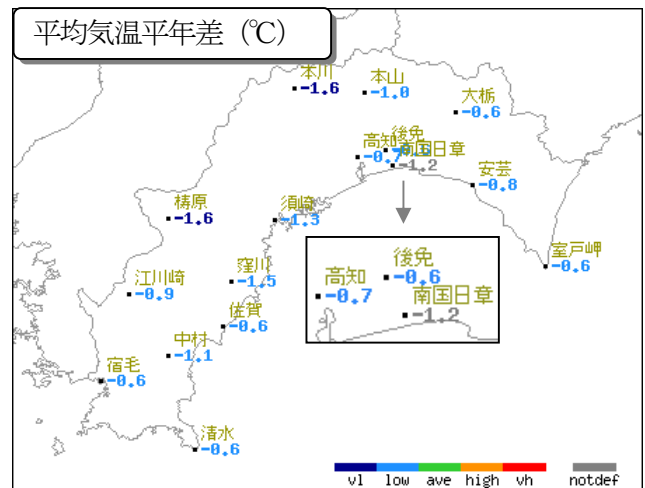 平均気温平年差（℃）
本川
-1.6
本山
-1.0
大栃
-0.6
高知
-0.7
後免
-0.6
南国日章
-1.2
安芸
-0.8
梼原
-1.6
須崎
-1.3
室戸岬
-0.6
江川崎
-0.9
窪川
-1.5
佐賀
-0.6
中村
-1.1
宿毛
-0.6
清水
-0.6
後免
-0.6
高知
-0.7
南国日章
-1.2
vl low ave high vh notdef